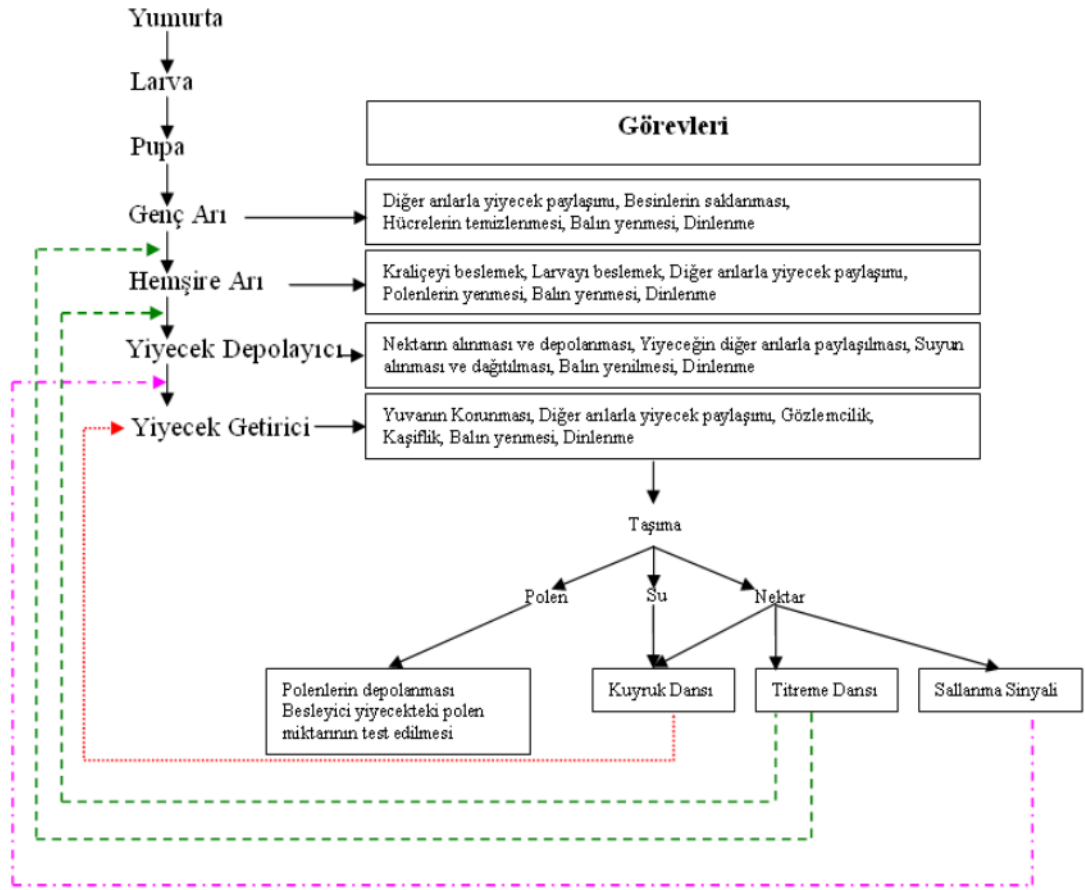 Yumurta
Larva
Pupa
Görevleri
Genç Arı
Diğer arılarla yiyecek paylaşımı, Besinlerin saklanması,
Hücrelerin temizlenmesi, Balın yenmesi, Dinlenme
Hemşire Arı
Kraliçeyi beslemek, Larvayı beslemek, Diğer arılarla yiyecek paylaşımı,
Polenlerin yenmesi, Balın yenmesi, Dinlenme
Yiyecek Depolayıcı
Nektarın alınması ve depolanması, Yiyeceğin diğer arılarla paylaşılması, Suyun
alınması ve dağıtılması, Balın yenilmesi, Dinlenme
Yiyecek Getirici
Yuvanın Korunması, Diğer arılarla yiyecek paylaşımı, Gözlemcilik,
Kaşiflik, Balın yenmesi, Dinlenme
Taşıma
Polen
Su
Nektar
Polenlerin depolanması
Besleyici yiyecekteki polen
miktarının test edilmesi
Kuyruk Dansı
Titreme Dansı
Sallanma Sinyali